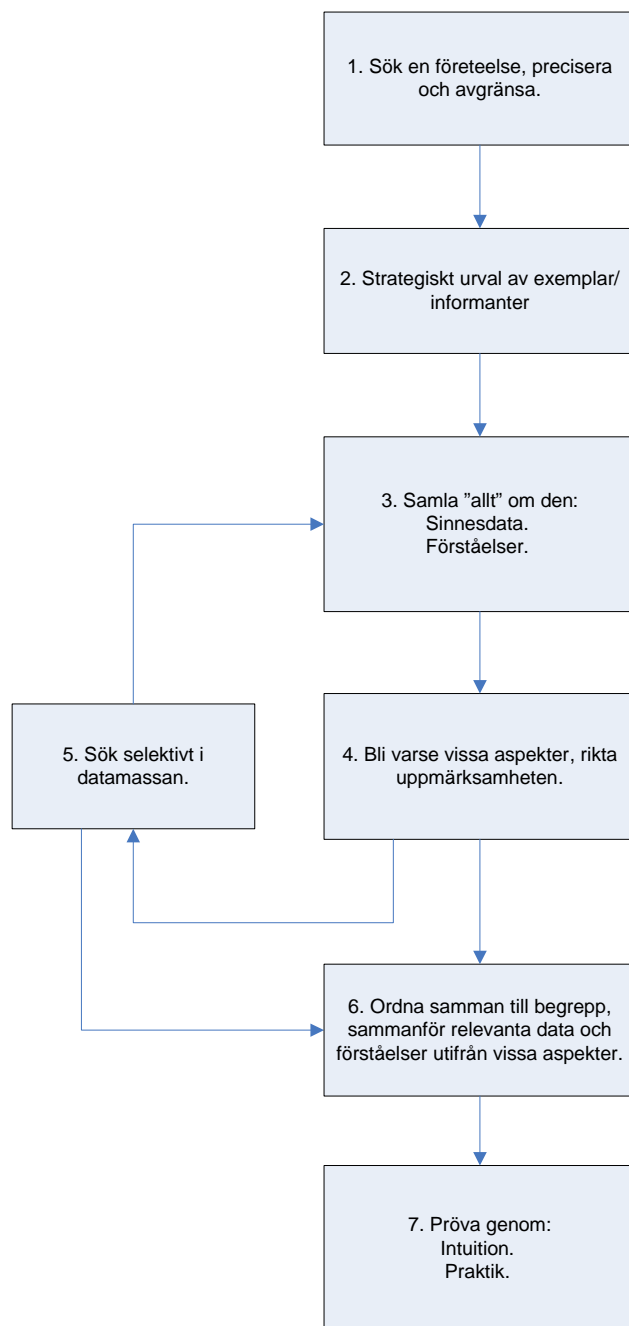 1. Sök en företeelse, precisera
och avgränsa.
2. Strategiskt urval av exemplar/
informanter
3. Samla ”allt” om den:
Sinnesdata.
Förståelser.
4. Bli varse vissa aspekter, rikta
uppmärksamheten.
5. Sök selektivt i
datamassan.
6. Ordna samman till begrepp,
sammanför relevanta data och
förståelser utifrån vissa aspekter.
7. Pröva genom:
Intuition.
Praktik.